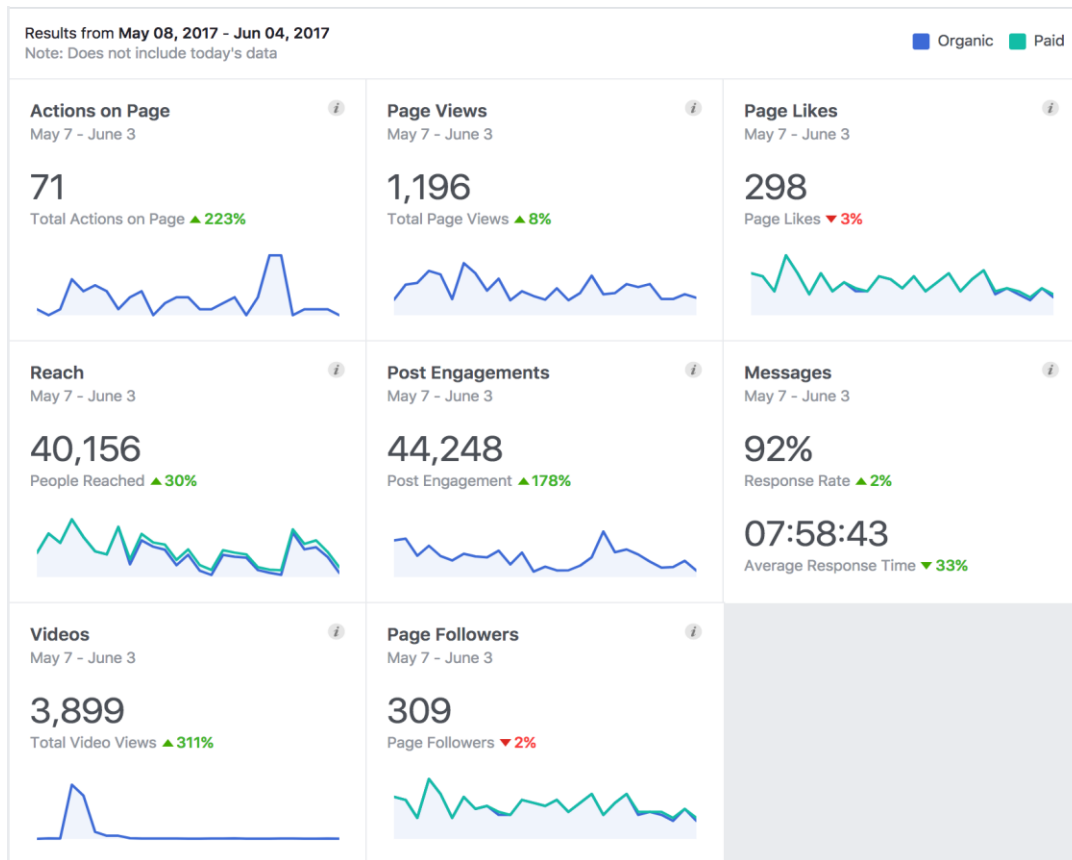 Results from May 08, 2017 - Jun 04, 2017
Note: Does not include today's data
Organic Paid
Actions on Page
May 7 - June 3
71
Total Actions on Page ▲ 223%
Page Views
May 7 - June 3
1,196
Total Page Views ▲ 8%
Page Likes
May 7 - June 3
298
Page Likes ▼ 3%
Reach
May 7 - June 3
40,156
People Reached ▲ 30%
Post Engagements
May 7 - June 3
44,248
Post Engagement ▲ 178%
Messages
May 7 - June 3
92%
Response Rate ▲ 2%
07:58:43
Average Response Time ▼ 33%
Videos
May 7 - June 3
3,899
Total Video Views ▲ 311%
Page Followers
May 7 - June 3
309
Page Followers ▼ 2%